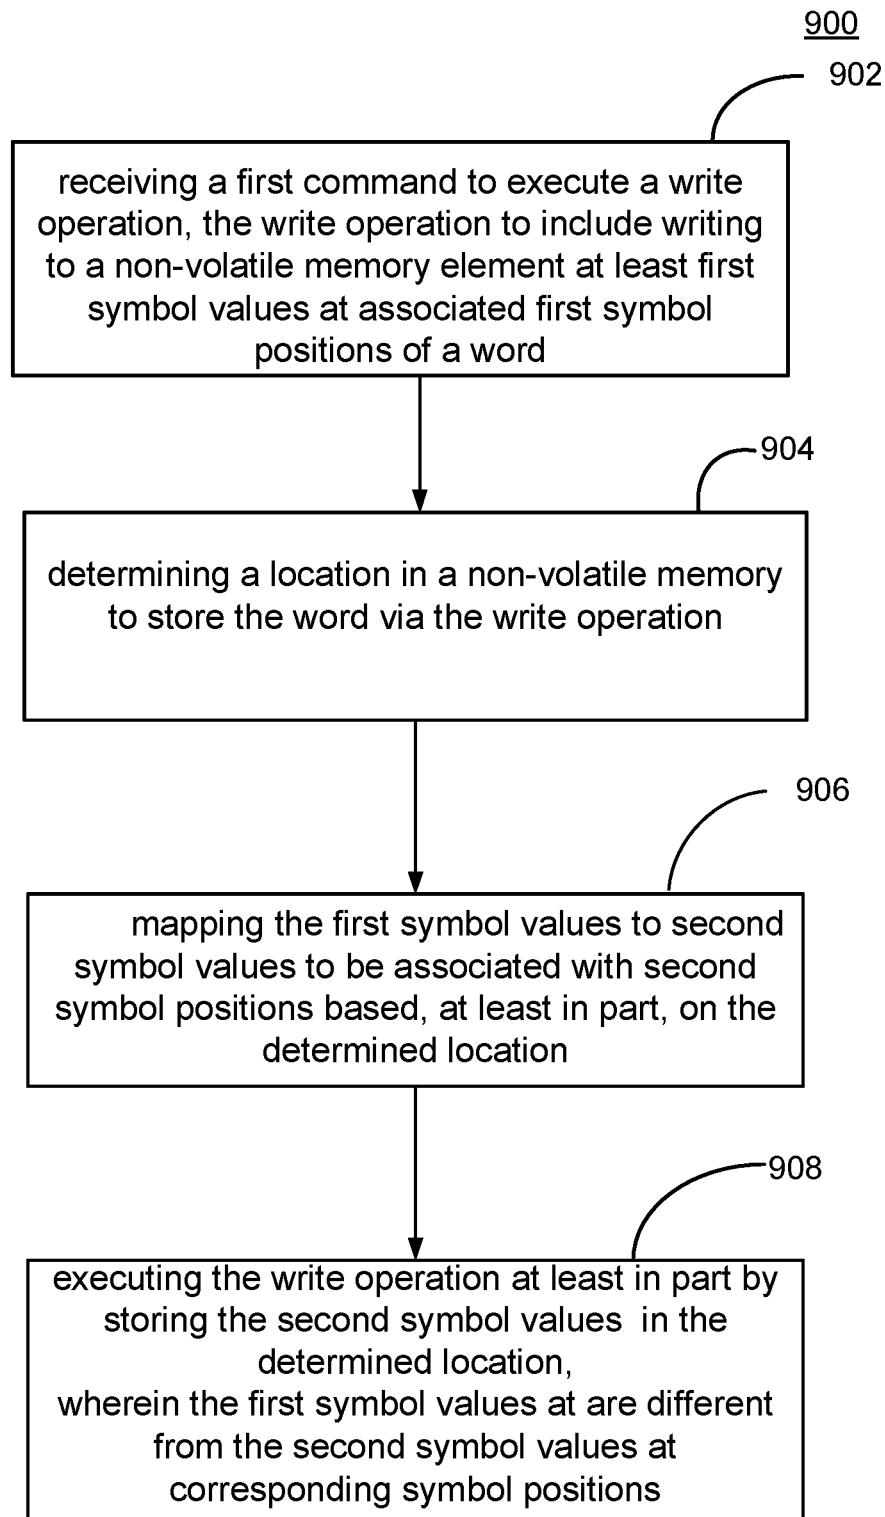 900
902
receiving a first command to execute a write
operation, the write operation to include writing
to a non-volatile memory element at least first
symbol values at associated first symbol
positions of a word
904
determining a location in a non-volatile memory
to store the word via the write operation
906
mapping the first symbol values to second
symbol values to be associated with second
symbol positions based, at least in part, on the
determined location
908
executing the write operation at least in part by
storing the second symbol values in the
determined location,
wherein the first symbol values at are different
from the second symbol values at
corresponding symbol positions